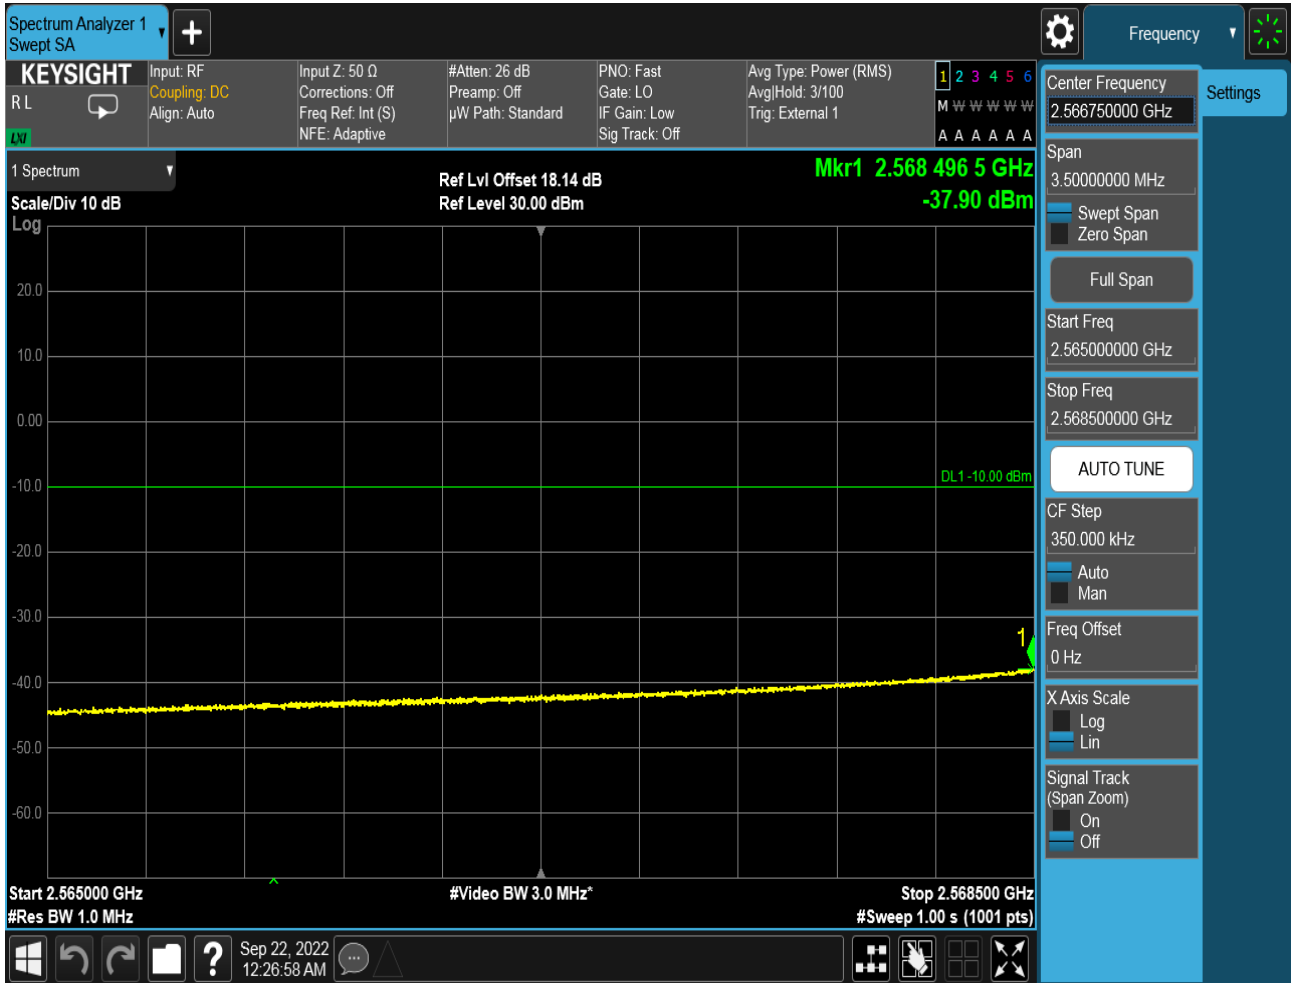 Spectrum Analyzer 1
Swept SA
Frequency
KEYSIGHT
R L
LXI
Input: RF
Coupling: DC
Align: Auto
Input Z: 50 Ω
Corrections: Off
Freq Ref: Int (S)
NFE: Adaptive
#Atten: 26 dB
Preamp: Off
µW Path: Standard
PNO: Fast
Gate: LO
IF Gain: Low
Sig Track: Off
Avg Type: Power (RMS)
Avg|Hold: 3/100
Trig: External 1
1 2 3 4 5 6
M W W W W W
A A A A A A
1 Spectrum
Scale/Div 10 dB
Log
Ref Lvl Offset 18.14 dB
Ref Level 30.00 dBm
Mkr1 2.568 496 5 GHz
-37.90 dBm
20.0
10.0
0.00
-10.0
-20.0
-30.0
-40.0
-50.0
-60.0
DL1 -10.00 dBm
1
Start 2.565000 GHz
#Res BW 1.0 MHz
#Video BW 3.0 MHz*
Stop 2.568500 GHz
#Sweep 1.00 s (1001 pts)
Sep 22, 2022
12:26:58 AM
Center Frequency
2.566750000 GHz
Settings
Span
3.50000000 MHz
Swept Span
Zero Span
Full Span
Start Freq
2.565000000 GHz
Stop Freq
2.568500000 GHz
AUTO TUNE
CF Step
350.000 kHz
Auto
Man
Freq Offset
0 Hz
X Axis Scale
Log
Lin
Signal Track
(Span Zoom)
On
Off